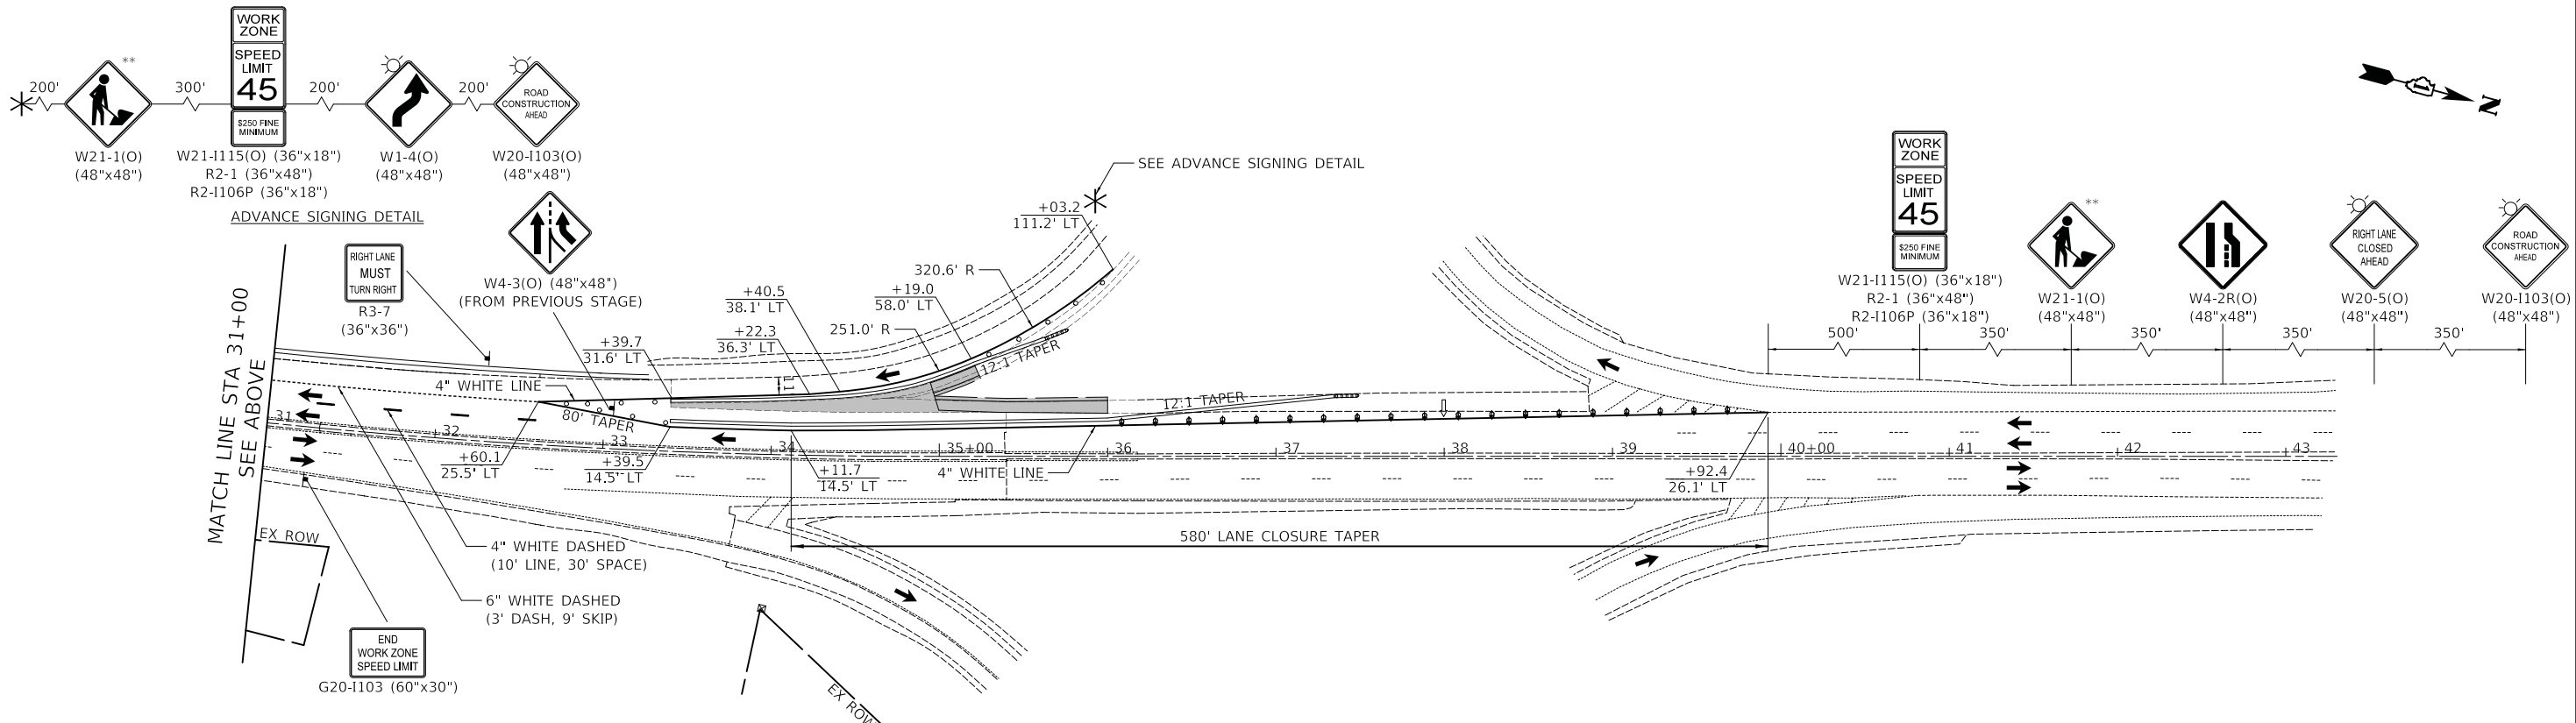 WORK
ZONE
SPEED
LIMIT
45
$250 FINE
MINIMUM
**
200'
300'
200'
200'
ROAD
CONSTRUCTION
AHEAD
W21-1(O)
(48"x48")
W21-I115(O) (36"x18")
R2-1 (36"x48")
R2-I106P (36"x18")
W1-4(O)
(48"x48")
W20-I103(O)
(48"x48")
ADVANCE SIGNING DETAIL
SEE ADVANCE SIGNING DETAIL
N
1
RIGHT LANE
MUST
TURN RIGHT
R3-7
(36"x36")
W4-3(O) (48"x48")
(FROM PREVIOUS STAGE)
+39.7
31.6' LT
+22.3
36.3' LT
+40.5
38.1' LT
251.0' R
+19.0
58.0' LT
320.6' R
+03.2
111.2' LT
WORK
ZONE
SPEED
LIMIT
45
$250 FINE
MINIMUM
W21-I115(O) (36"x18")
R2-1 (36"x48")
R2-I106P (36"x18")
**
W21-1(O)
(48"x48")
W4-2R(O)
(48"x48")
RIGHT LANE
CLOSED
AHEAD
W20-5(O)
(48"x48")
ROAD
CONSTRUCTION
AHEAD
W20-I103(O)
(48"x48")
500'
350'
350'
350'
350'
MATCH LINE STA 31+00
SEE ABOVE
4" WHITE LINE
80' TAPER
11'
12:1 TAPER
12:1 TAPER
31
32
+33
34
35+00
36
37
38
39
40+00
41
42
43
+60.1
25.5' LT
+39.5
14.5' LT
+11.7
14.5' LT
4" WHITE LINE
+92.4
26.1' LT
580' LANE CLOSURE TAPER
EX ROW
4" WHITE DASHED
(10' LINE, 30' SPACE)
6" WHITE DASHED
(3' DASH, 9' SKIP)
END
WORK ZONE
SPEED LIMIT
G20-I103 (60"x30")
EX ROW